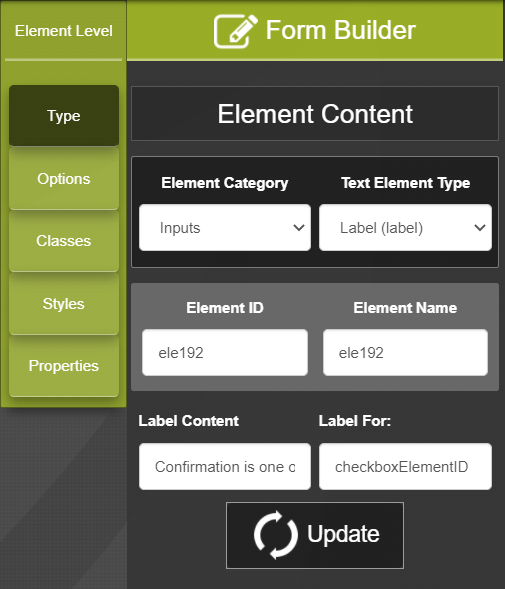 Element Level
Form Builder
Type
Options
Classes
Styles
Properties
Element Content
Element Category Text Element Type
Inputs Label (label)
Element ID Element Name
ele192 ele192
Label Content Label For:
Confirmation is one checkboxElementID
Update